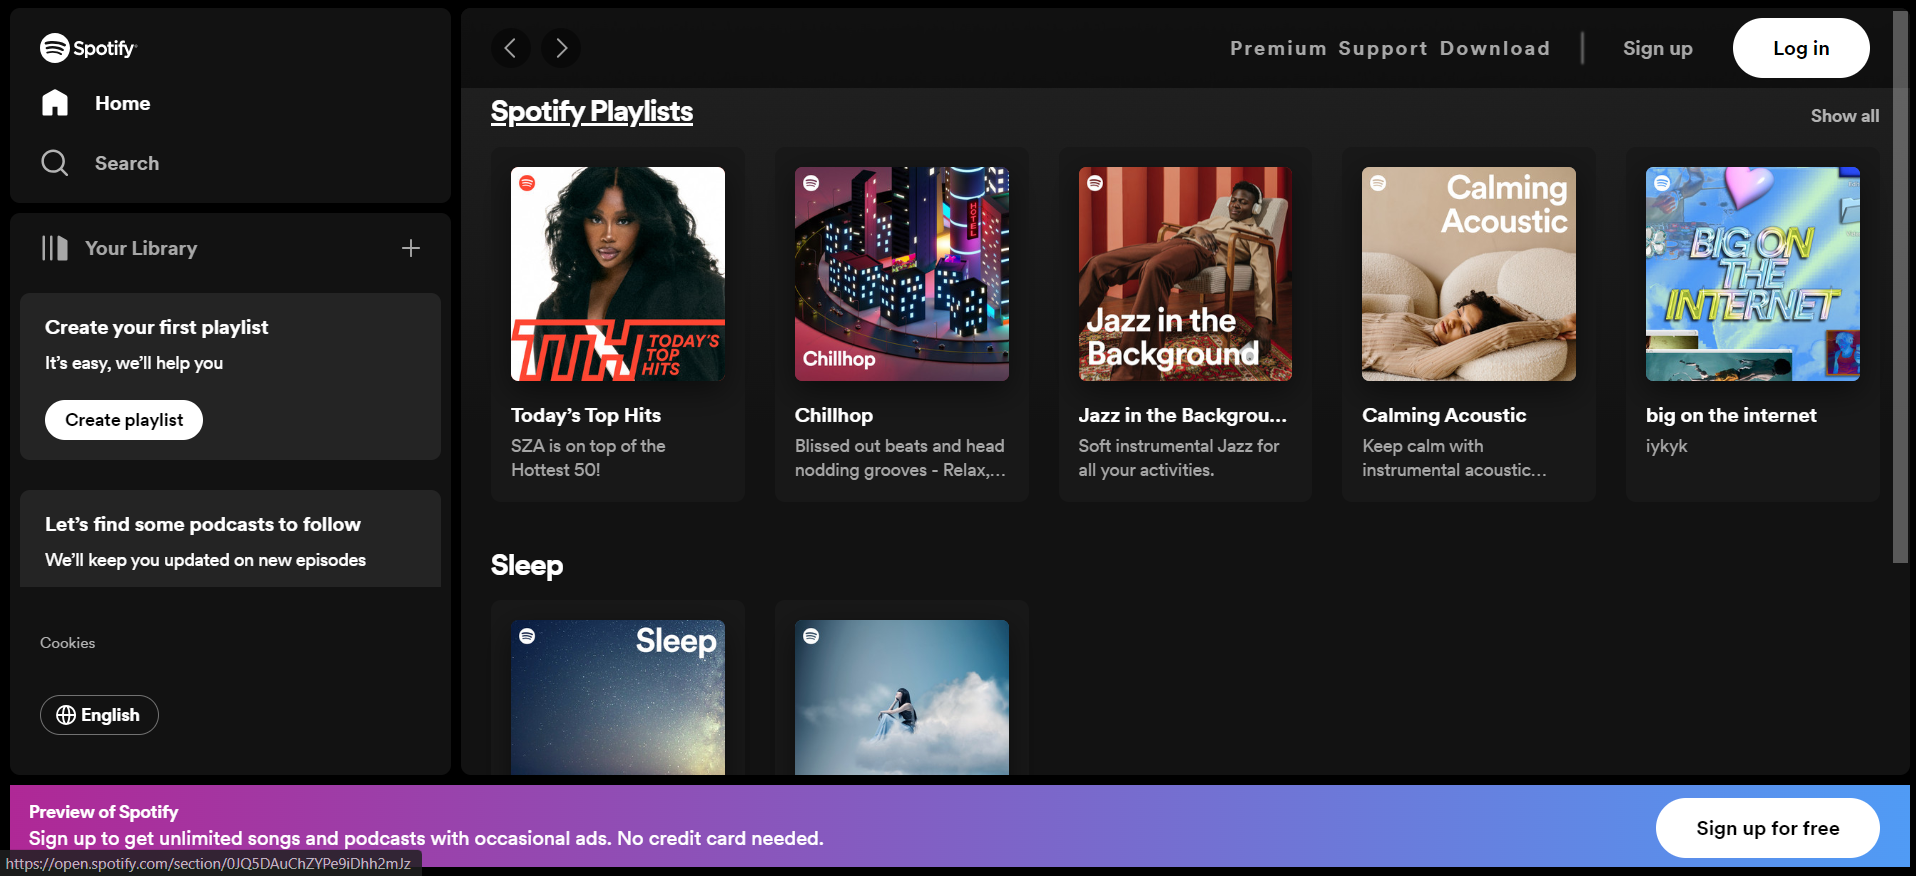 Spotify
Home
Search
Your Library
Create your first playlist
It's easy, we'll help you
Create playlist
Let's find some podcasts to follow
We'll keep you updated on new episodes
Cookies
English
Premium Support Download
Sign up
Log in
Spotify Playlists
Show all
TTH TODAY'S
TOP
HITS
Today's Top Hits
SZA is on top of the
Hottest 50!
HOTEL
Chillhop
Chillhop
Blissed out beats and head
nodding grooves - Relax,...
Jazz in the
Background
Jazz in the Backgrou...
Soft instrumental Jazz for
all your activities.
Calming
Acoustic
Calming Acoustic
Keep calm with
instrumental acoustic...
BIG ON
THE
INTERNET
big on the internet
iykyk
Sleep
Sleep
Preview of Spotify
Sign up to get unlimited songs and podcasts with occasional ads. No credit card needed.
Sign up for free
https://open.spotify.com/section/0JQ5DAuChZYPe9iDhh2mJz